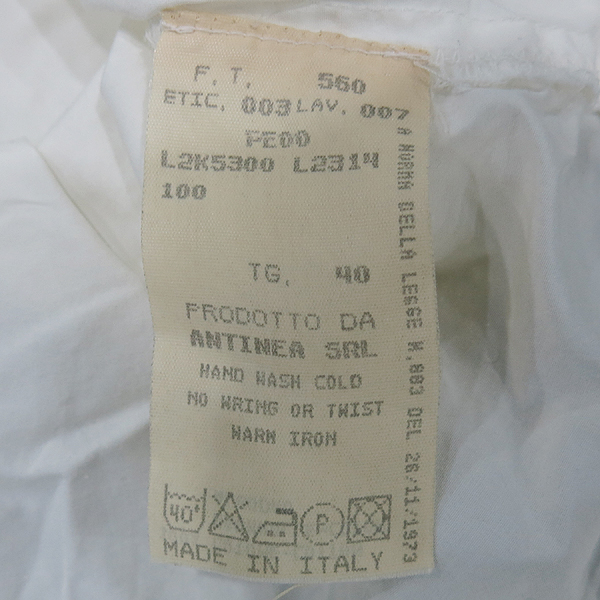 F. T. 560
ETIC. 003 LAV. 007
PE00
L2K5300 L2314
100
TG. 40
PRODOTTO DA
ANTINEA SRL
HAND WASH COLD
NO WRING OR TWIST
WARM IRON
40°
P
MADE IN ITALY
A NORMA DELLA LEGGE N.883 DEL 26/11/1973